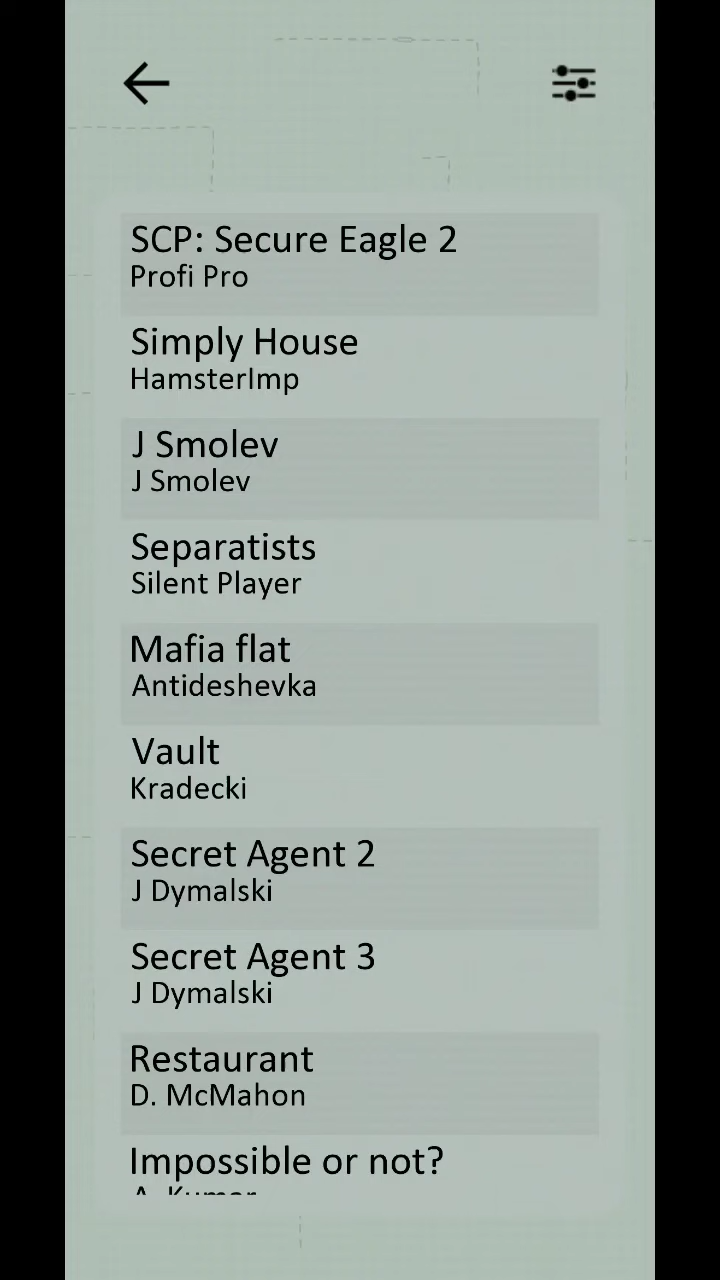 SCP: Secure Eagle 2
Profi Pro
Simply House
HamsterImp
J Smolev
J Smolev
Separatists
Silent Player
Mafia flat
Antideshevka
Vault
Kradecki
Secret Agent 2
J Dymalski
Secret Agent 3
J Dymalski
Restaurant
D. McMahon
Impossible or not?
A. Kumar